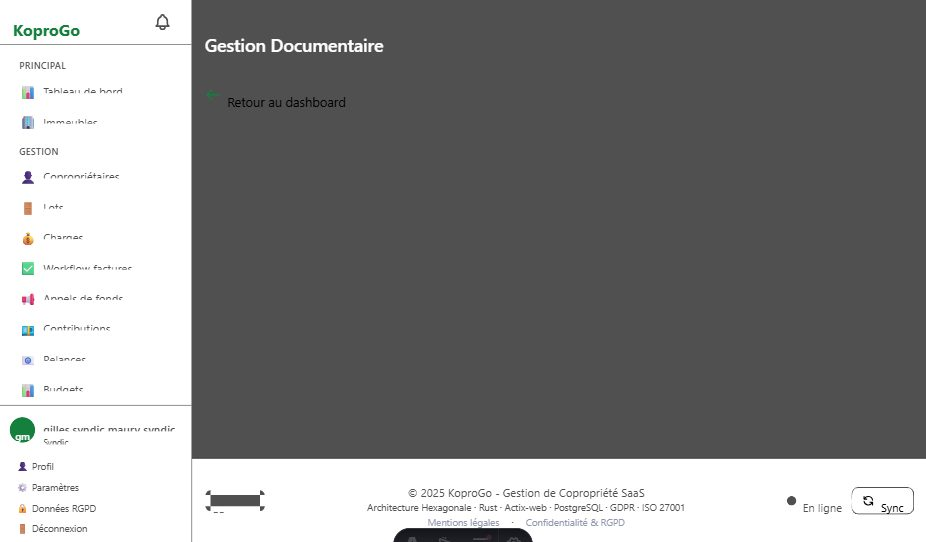 KoproGo
PRINCIPAL
Tableau de bord
Immeubles
GESTION
Copropriétaires
Lots
Charges
Workflow factures
Appels de fonds
Contributions
Relances
Budgets
gm
gilles syndic maury syndic
Syndic
Profil
Paramètres
Données RGPD
Déconnexion
Gestion Documentaire
← Retour au dashboard
© 2025 KoproGo - Gestion de Copropriété SaaS
Architecture Hexagonale · Rust · Actix-web · PostgreSQL · GDPR · ISO 27001
Mentions légales · Confidentialité & RGPD
En ligne
Sync